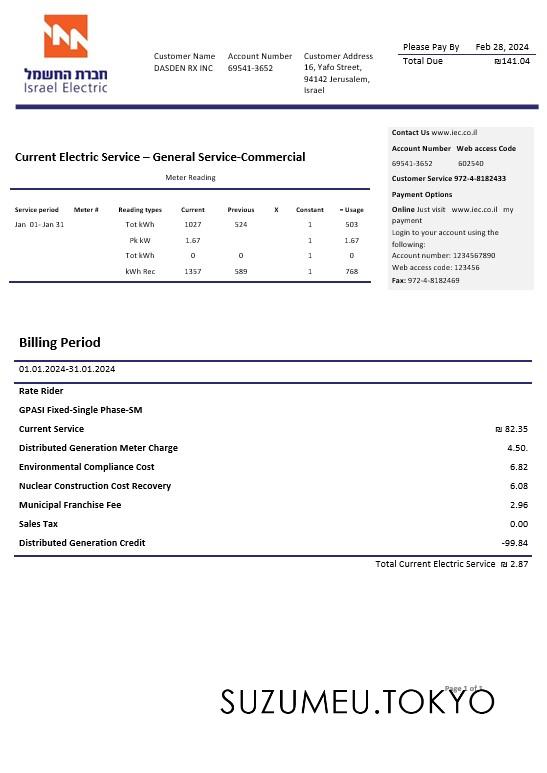 חברת החשמל
Israel Electric
Customer Name Account Number Customer Address
DASDEN RX INC 69541-3652 16, Yafo Street,
94142 Jerusalem,
Israel
Please Pay By Feb 28, 2024
Total Due ₪141.04
Contact Us www.iec.co.il
Account Number Web access Code
69541-3652 602540
Customer Service 972-4-8182433
Payment Options
Online Just visit www.iec.co.il my
payment
Login to your account using the
following:
Account number: 1234567890
Web access code: 123456
Fax: 972-4-8182469
Current Electric Service – General Service-Commercial
Meter Reading
Service period Meter # Reading types Current Previous X Constant = Usage
Jan 01- Jan 31 Tot kWh 1027 524 1 503
Pk kW 1.67 1 1.67
Tot kWh 0 0 1 0
kWh Rec 1357 589 1 768
Billing Period
01.01.2024-31.01.2024
Rate Rider
GPASI Fixed-Single Phase-SM
Current Service ₪ 82.35
Distributed Generation Meter Charge 4.50.
Environmental Compliance Cost 6.82
Nuclear Construction Cost Recovery 6.08
Municipal Franchise Fee 2.96
Sales Tax 0.00
Distributed Generation Credit -99.84
Total Current Electric Service ₪ 2.87
Page 1 of
SUZUMEU.TOKYO